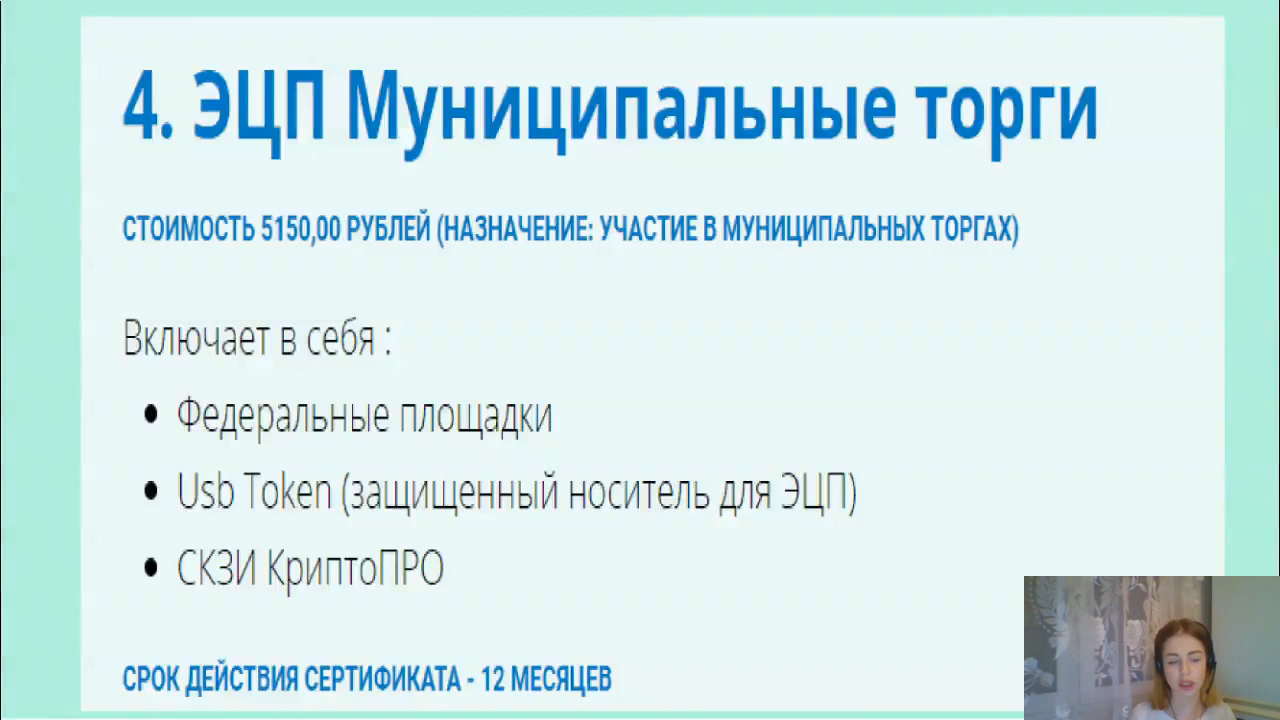 4. ЭЦП Муниципальные торги
СТОИМОСТЬ 5150,00 РУБЛЕЙ (НАЗНАЧЕНИЕ: УЧАСТИЕ В МУНИЦИПАЛЬНЫХ ТОРГАХ)
Включает в себя :
• Федеральные площадки
• Usb Token (защищенный носитель для ЭЦП)
• СКЗИ КриптоПРО
СРОК ДЕЙСТВИЯ СЕРТИФИКАТА - 12 МЕСЯЦЕВ